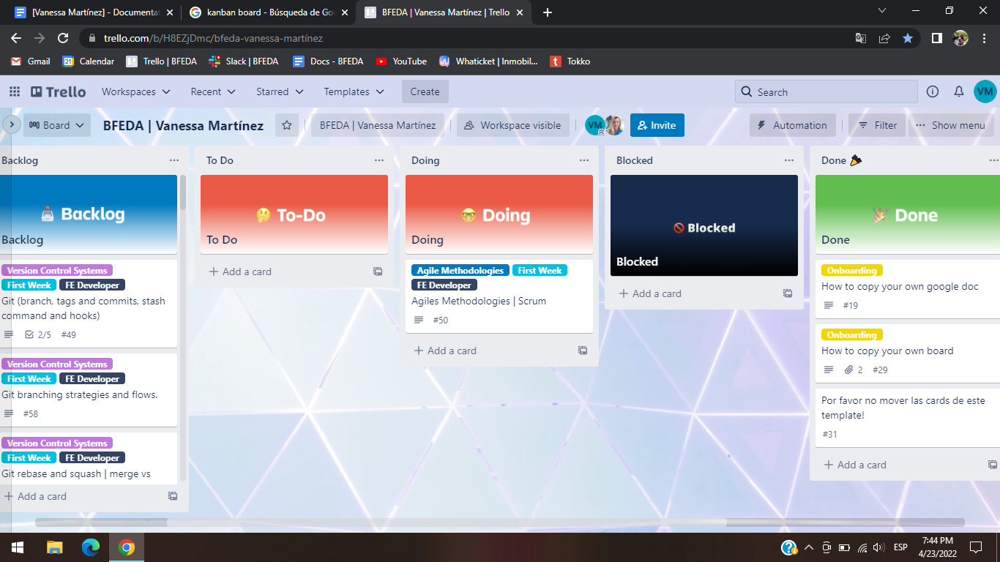 [Vanessa Martínez] - Documenta
kanban board - Búsqueda de Go
BFEDA | Vanessa Martínez | Trello
trello.com/b/H8EZjDmc/bfeda-vanessa-martínez
Gmail
Calendar
Trello | BFEDA
Slack | BFEDA
Docs - BFEDA
YouTube
Whaticket | Inmobil...
Tokko
Trello
Workspaces
Recent
Starred
Templates
Create
Search
VM
Board
BFEDA | Vanessa Martínez
BFEDA | Vanessa Martínez
Workspace visible
VM
Invite
Automation
Filter
Show menu
Backlog
Backlog
Backlog
Version Control Systems
First Week FE Developer
Git (branch, tags and commits, stash
command and hooks)
2/5 #49
Version Control Systems
First Week FE Developer
Git branching strategies and flows.
#58
Version Control Systems
First Week FE Developer
Git rebase and squash | merge vs
+ Add a card
To Do
To-Do
To Do
+ Add a card
Doing
Doing
Doing
Agile Methodologies First Week
FE Developer
Agiles Methodologies | Scrum
#50
+ Add a card
Blocked
Blocked
Blocked
+ Add a card
Done
Done
Done
Onboarding
How to copy your own google doc
#19
Onboarding
How to copy your own board
2 #29
Por favor no mover las cards de este
template!
#31
+ Add a card
ESP
7:44 PM
4/23/2022